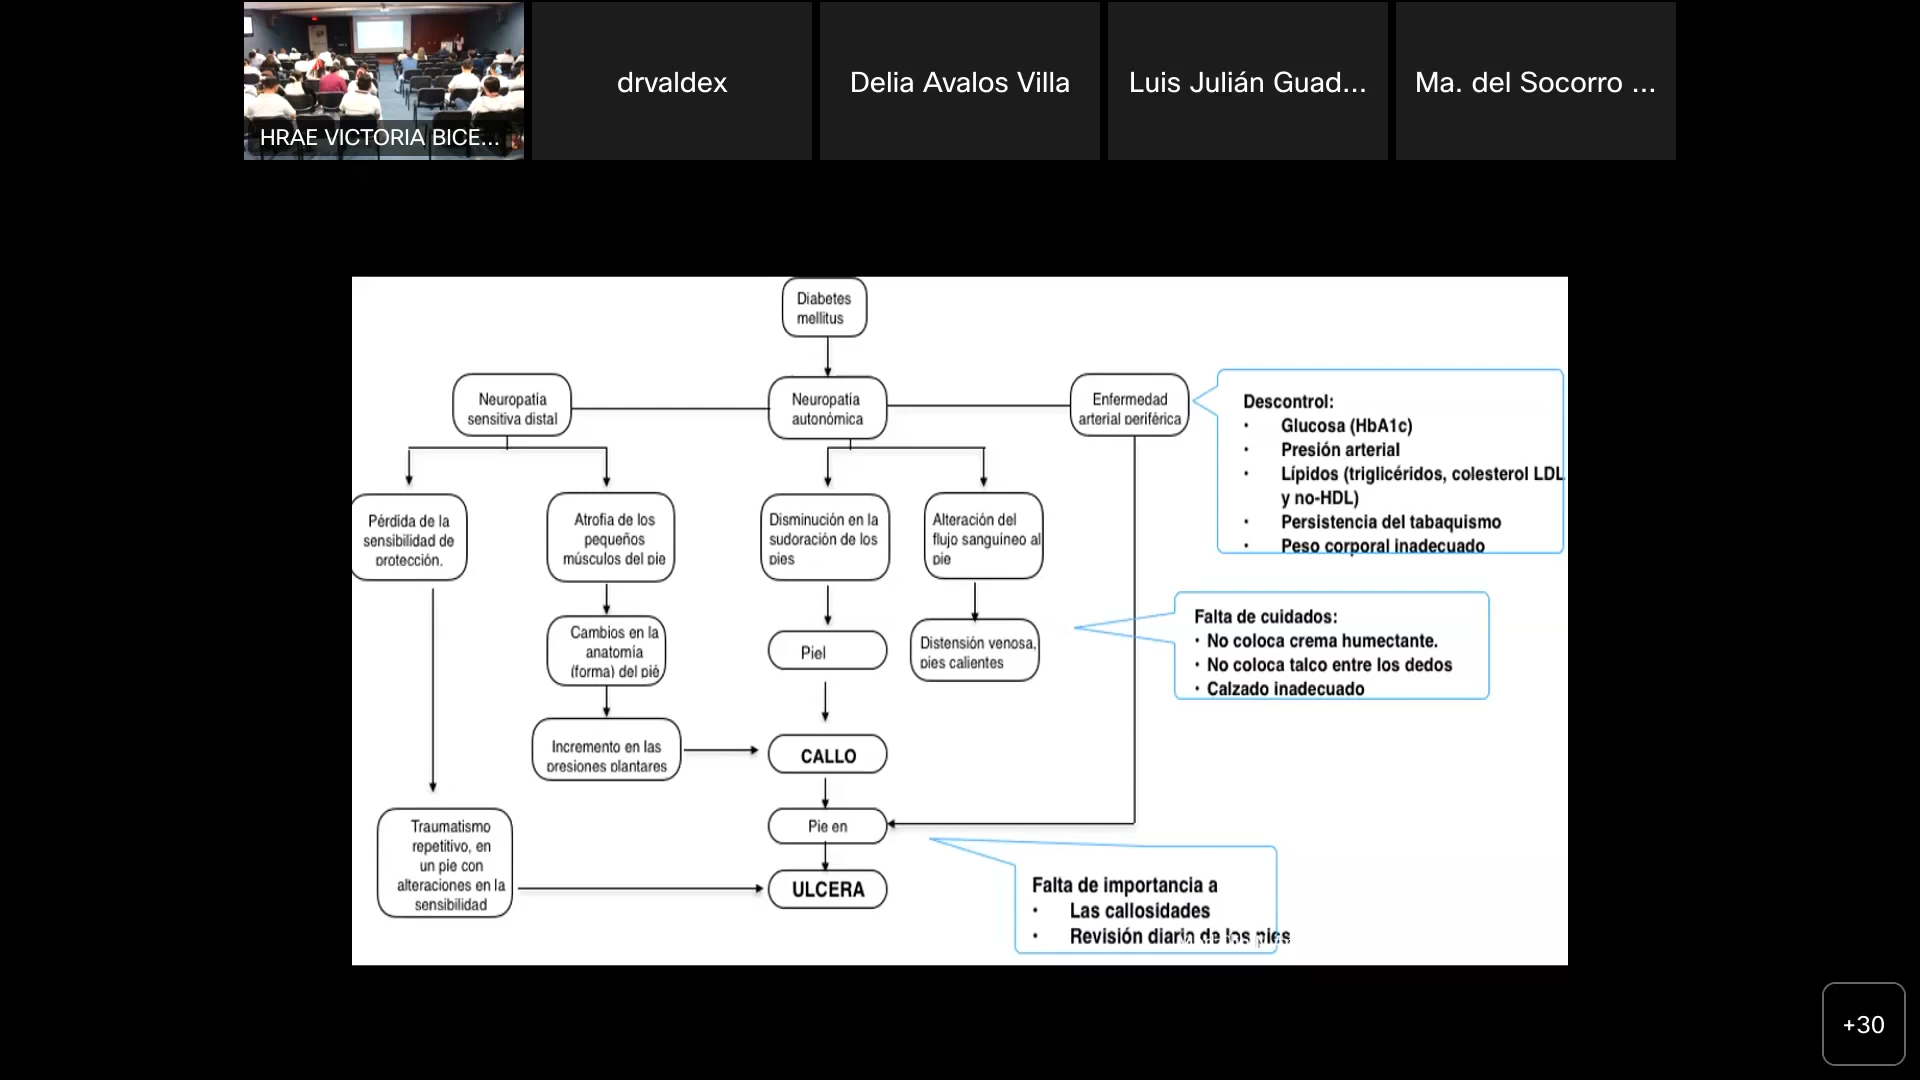 HRAE VICTORIA BICE...
drvaldex
Delia Avalos Villa
Luis Julián Guad...
Ma. del Socorro ...
Diabetes
mellitus
Neuropatía
sensitiva distal
Neuropatía
autonómica
Enfermedad
arterial periférica
Descontrol:
· Glucosa (HbA1c)
· Presión arterial
· Lípidos (triglicéridos, colesterol LDL
y no-HDL)
· Persistencia del tabaquismo
· Peso corporal inadecuado
Pérdida de la
sensibilidad de
protección.
Atrofia de los
pequeños
músculos del pie
Disminución en la
sudoración de los
pies
Alteración del
flujo sanguíneo al
pie
Cambios en la
anatomía
(forma) del pié
Piel
Distensión venosa,
pies calientes
Falta de cuidados:
· No coloca crema humectante.
· No coloca talco entre los dedos
· Calzado inadecuado
Incremento en las
presiones plantares
CALLO
Traumatismo
repetitivo, en
un pie con
alteraciones en la
sensibilidad
Pie en
ULCERA
Falta de importancia a
· Las callosidades
· Revisión diaria de los pies
+30